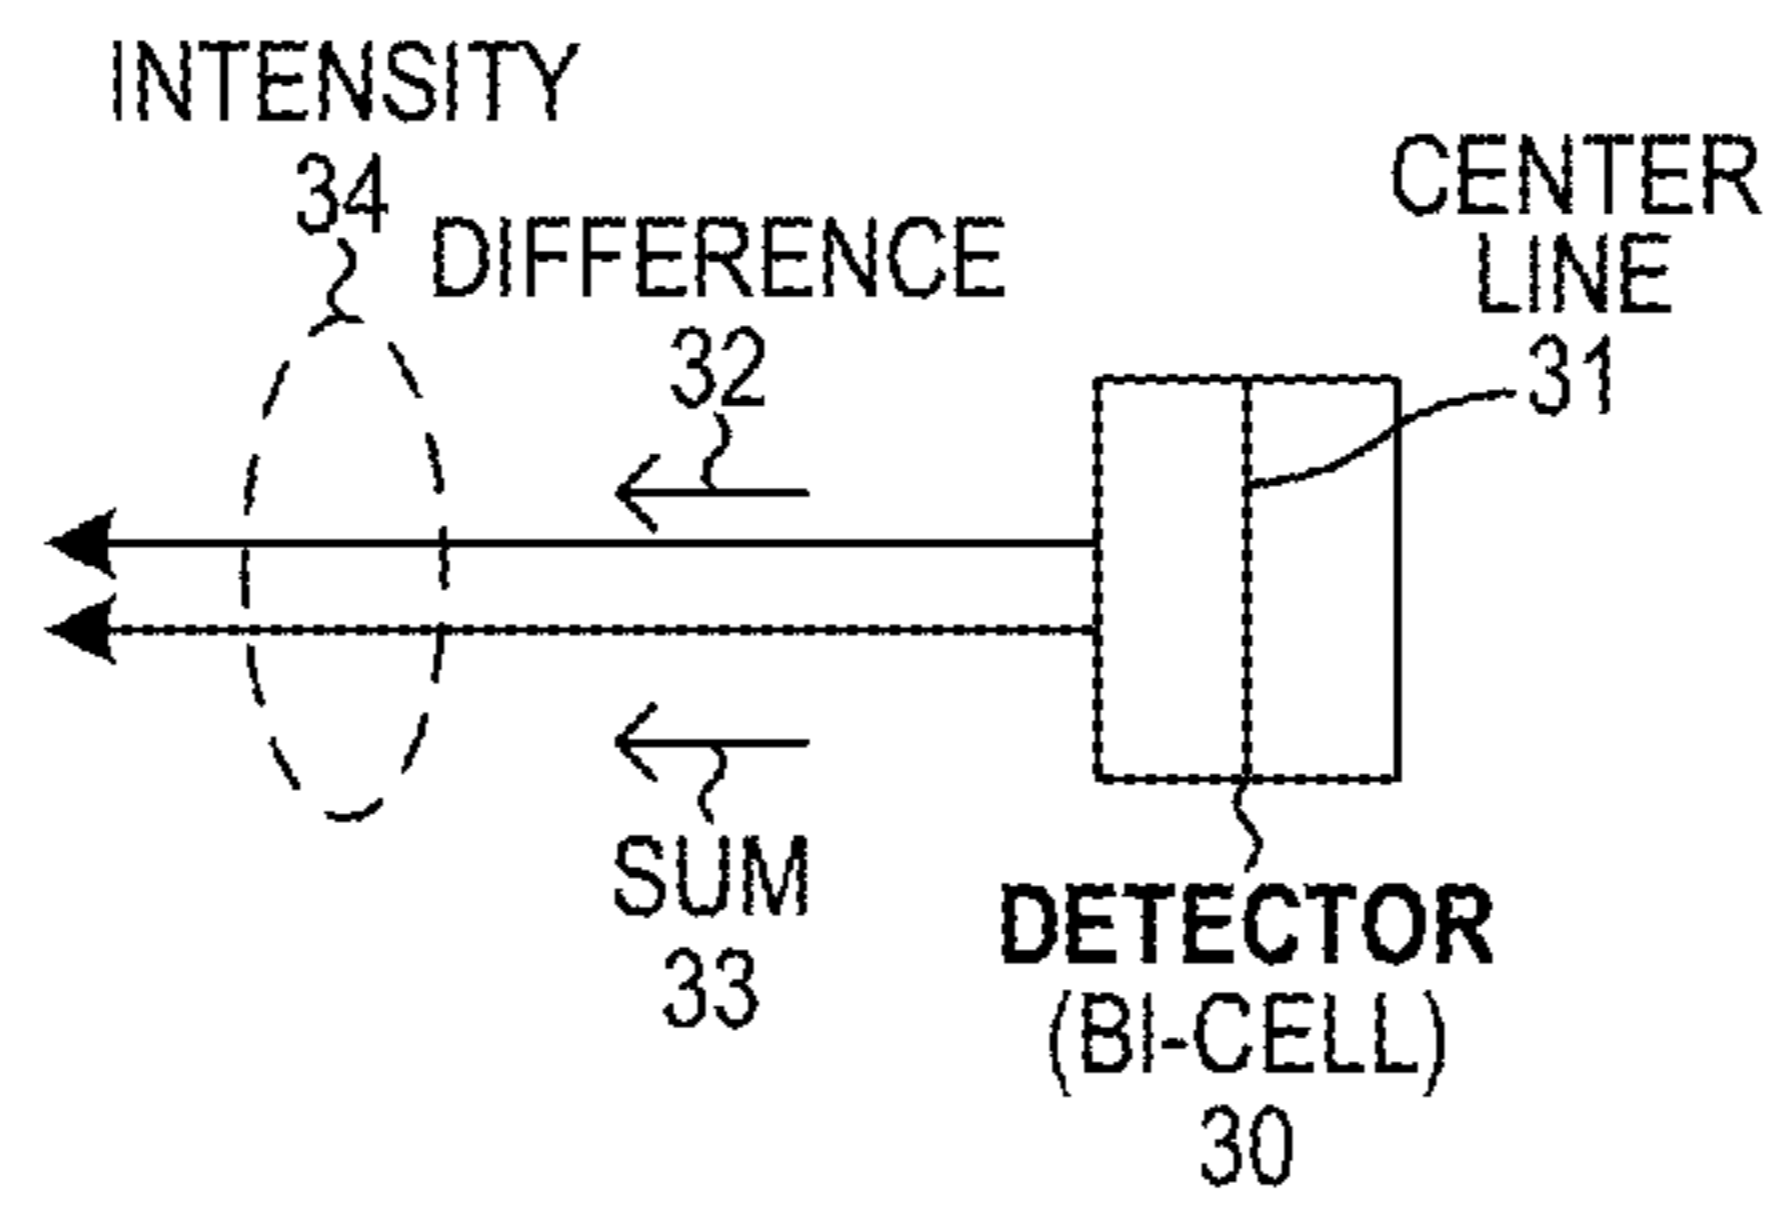 INTENSITY
34
DIFFERENCE
32
CENTER
LINE
31
SUM
33
DETECTOR
(BI-CELL)
30